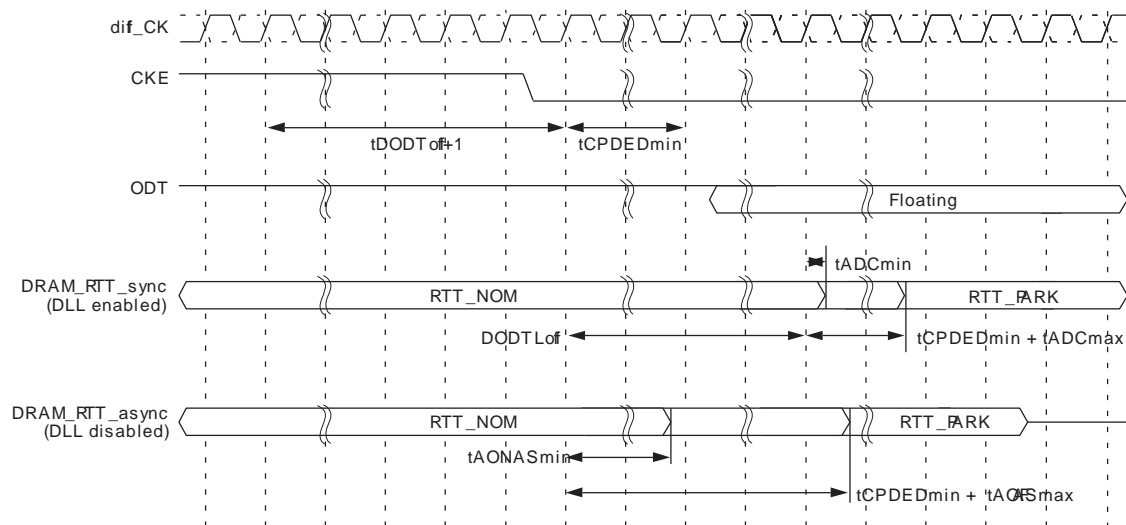 dif_CK
CKE
tDODToff+1
tCPDEDmin
ODT
Floating
tADCmin
DRAM_RTT_sync
(DLL enabled)
RTT_NOM
RTT_PARK
DODTLoff
tCPDEDmin + tADCmax
DRAM_RTT_async
(DLL disabled)
RTT_NOM
RTT_PARK
tAONASmin
tCPDEDmin + tAOFASmax